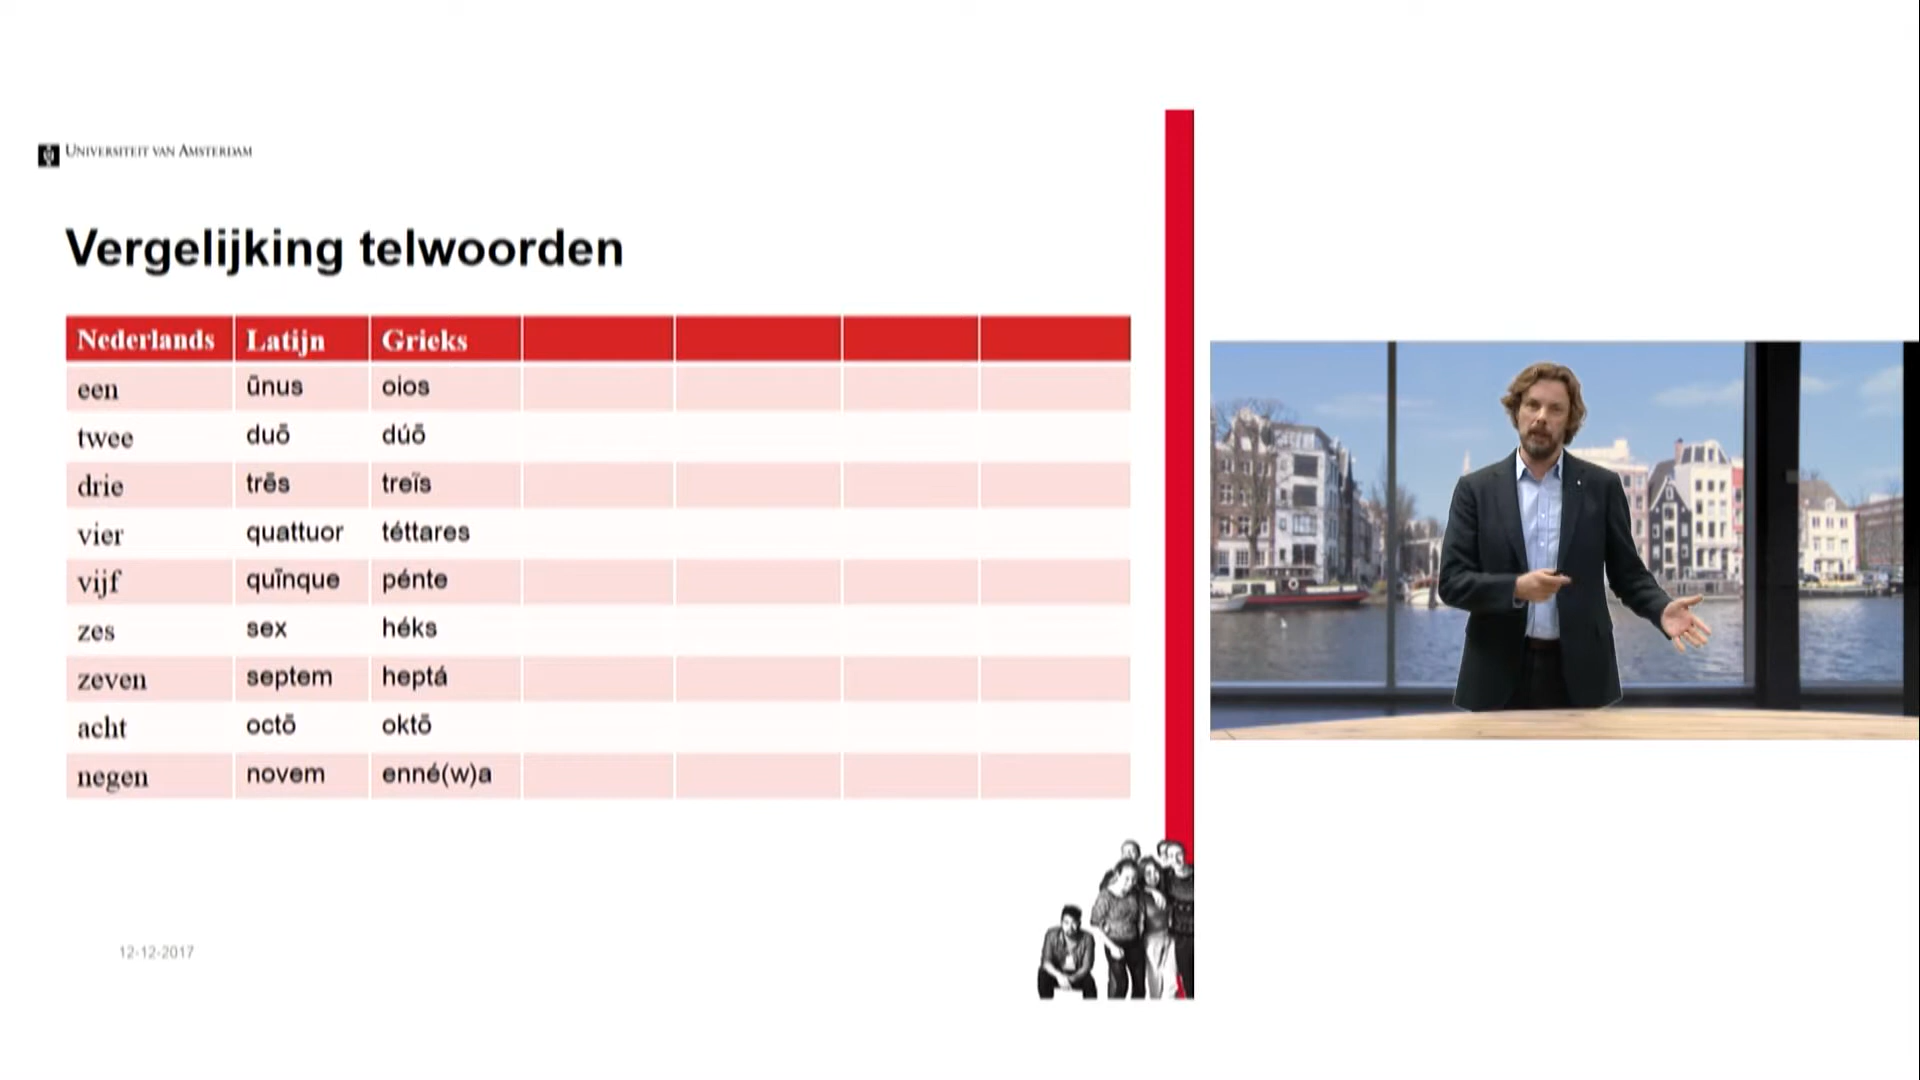 UNIVERSITEIT VAN AMSTERDAM
Vergelijking telwoorden
Nederlands Latijn Grieks
een ūnus oios
twee duō dúō
drie trēs treĩs
vier quattuor téttares
vijf quīnque pénte
zes sex héks
zeven septem heptá
acht octō oktō
negen novem enné(w)a
12-12-2017